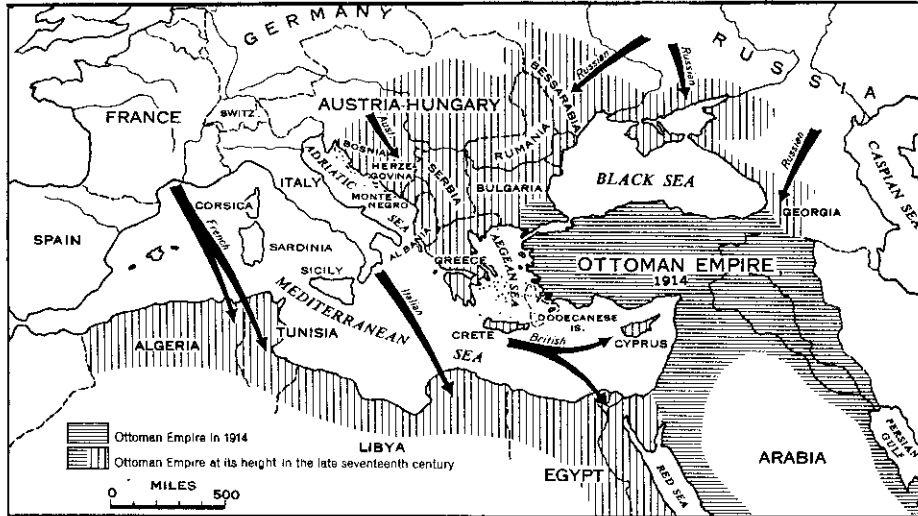 GERMANY
RUSSIA
Russian
Russian
BESSARABIA
FRANCE
SWITZ.
AUSTRIA-HUNGARY
Aust.
RUMANIA
BOSNIA
HERZE-
GOVINA
ADRIATIC
SEA
SERBIA
MONTE-
NEGRO
BULGARIA
BLACK SEA
Russian
CASPIAN SEA
GEORGIA
ITALY
CORSICA
French
SPAIN
SARDINIA
ALBANIA
GREECE
AEGEAN SEA
OTTOMAN EMPIRE
1914
SICILY
MEDITERRANEAN
SEA
Italian
DODECANESE
IS.
CRETE
British
CYPRUS
TUNISIA
ALGERIA
LIBYA
EGYPT
RED SEA
ARABIA
PERSIAN
GULF
Ottoman Empire in 1914
Ottoman Empire at its height in the late seventeenth century
MILES
0 500